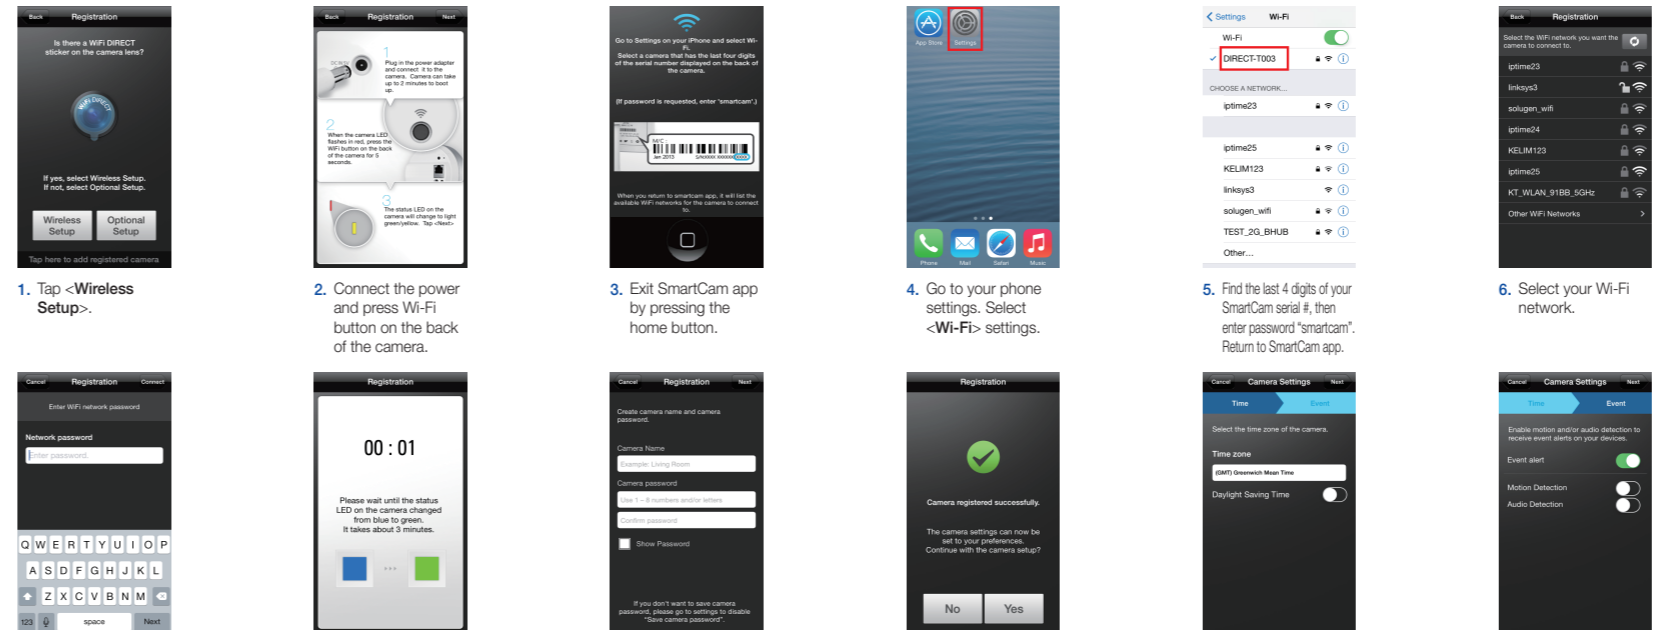 Back Registration
Is there a WiFi DIRECT
sticker on the camera lens?
WiFi DIRECT
If yes, select Wireless Setup.
If not, select Optional Setup.
Wireless
Setup
Optional
Setup
Tap here to add registered camera
1. Tap <Wireless
Setup>.
Back Registration Next
1
Plug in the power adapter
and connect it to the
camera. Camera can take
up to 2 minutes to boot
up.
2
When the camera LED
flashes in red, press the
WiFi button on the back
of the camera for 5
seconds.
3
The status LED on the
camera will change to light
green/yellow. Tap <Next>
2. Connect the power
and press Wi-Fi
button on the back
of the camera.
Go to Settings on your iPhone and select Wi-
Fi.
Select a camera that has the last four digits
of the serial number displayed on the back of
the camera.
(If password is requested, enter "smartcam".)
M/C :
Jan 2013
When you return to smartcam app, it will list the
available WiFi networks for the camera to connect
to.
3. Exit SmartCam app
by pressing the
home button.
App Store Settings
Phone Mail Safari Music
4. Go to your phone
settings. Select
<Wi-Fi> settings.
Settings Wi-Fi
Wi-Fi
DIRECT-T003
CHOOSE A NETWORK...
iptime23
iptime25
KELIM123
linksys3
solugen_wifi
TEST_2G_BHUB
Other...
5. Find the last 4 digits of your
SmartCam serial #, then
enter password “smartcam”.
Return to SmartCam app.
Back Registration
Select the WiFi network you want the
camera to connect to.
iptime23
linksys3
solugen_wifi
iptime24
KELIM123
iptime25
KT_WLAN_91BB_5GHz
Other WiFi Networks
6. Select your Wi-Fi
network.
Cancel Registration Connect
Enter WiFi network password
Network password
Enter password.
Q W E R T Y U I O P
A S D F G H J K L
Z X C V B N M
123 space Next
Registration
00 : 01
Please wait until the status
LED on the camera changed
from blue to green.
It takes about 3 minutes.
Cancel Registration Next
Create camera name and camera
password.
Camera Name
Example: Living Room
Camera password
Use 1 – 8 numbers and/or letters
Confirm password
Show Password
If you don't want to save camera
password, please go to settings to disable
"Save camera password".
Registration
Camera registered successfully.
The camera settings can now be
set to your preferences.
Continue with the camera setup?
No Yes
Cancel Camera Settings Next
Time Event
Select the time zone of the camera.
Time zone
(GMT) Greenwich Mean Time
Daylight Saving Time
Cancel Camera Settings Next
Time Event
Enable motion and/or audio detection to
receive event alerts on your devices.
Event alert
Motion Detection
Audio Detection